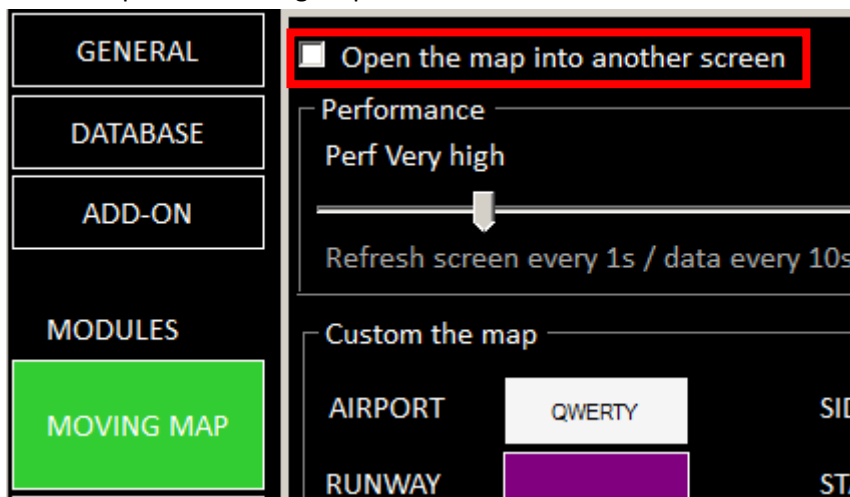 GENERAL
DATABASE
ADD-ON
MODULES
MOVING MAP
Open the map into another screen
Performance
Perf Very high
Refresh screen every 1s / data every 10s
Custom the map
AIRPORT
QWERTY
RUNWAY